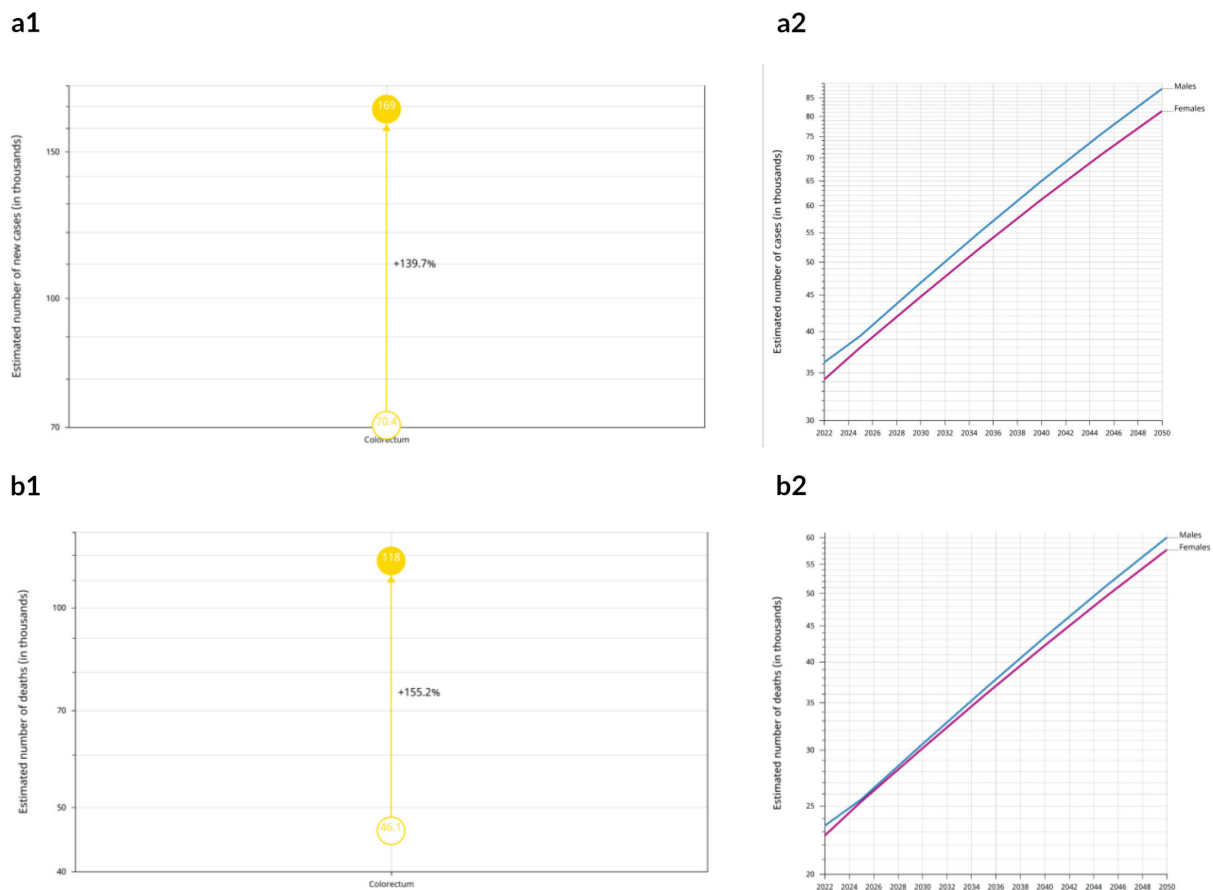 a1
Estimated number of new cases (in thousands)
150
100
70
169
+139.7%
70.4
Colorectum
a2
Estimated number of cases (in thousands)
85
80
75
70
65
60
55
50
45
40
35
30
Males
Females
2022 2024 2026 2028 2030 2032 2034 2036 2038 2040 2042 2044 2046 2048 2050
b1
Estimated number of deaths (in thousands)
100
70
50
40
118
+155.2%
46.1
Colorectum
b2
Estimated number of deaths (in thousands)
60
55
50
45
40
35
30
25
20
Males
Females
2022 2024 2026 2028 2030 2032 2034 2036 2038 2040 2042 2044 2046 2048 2050